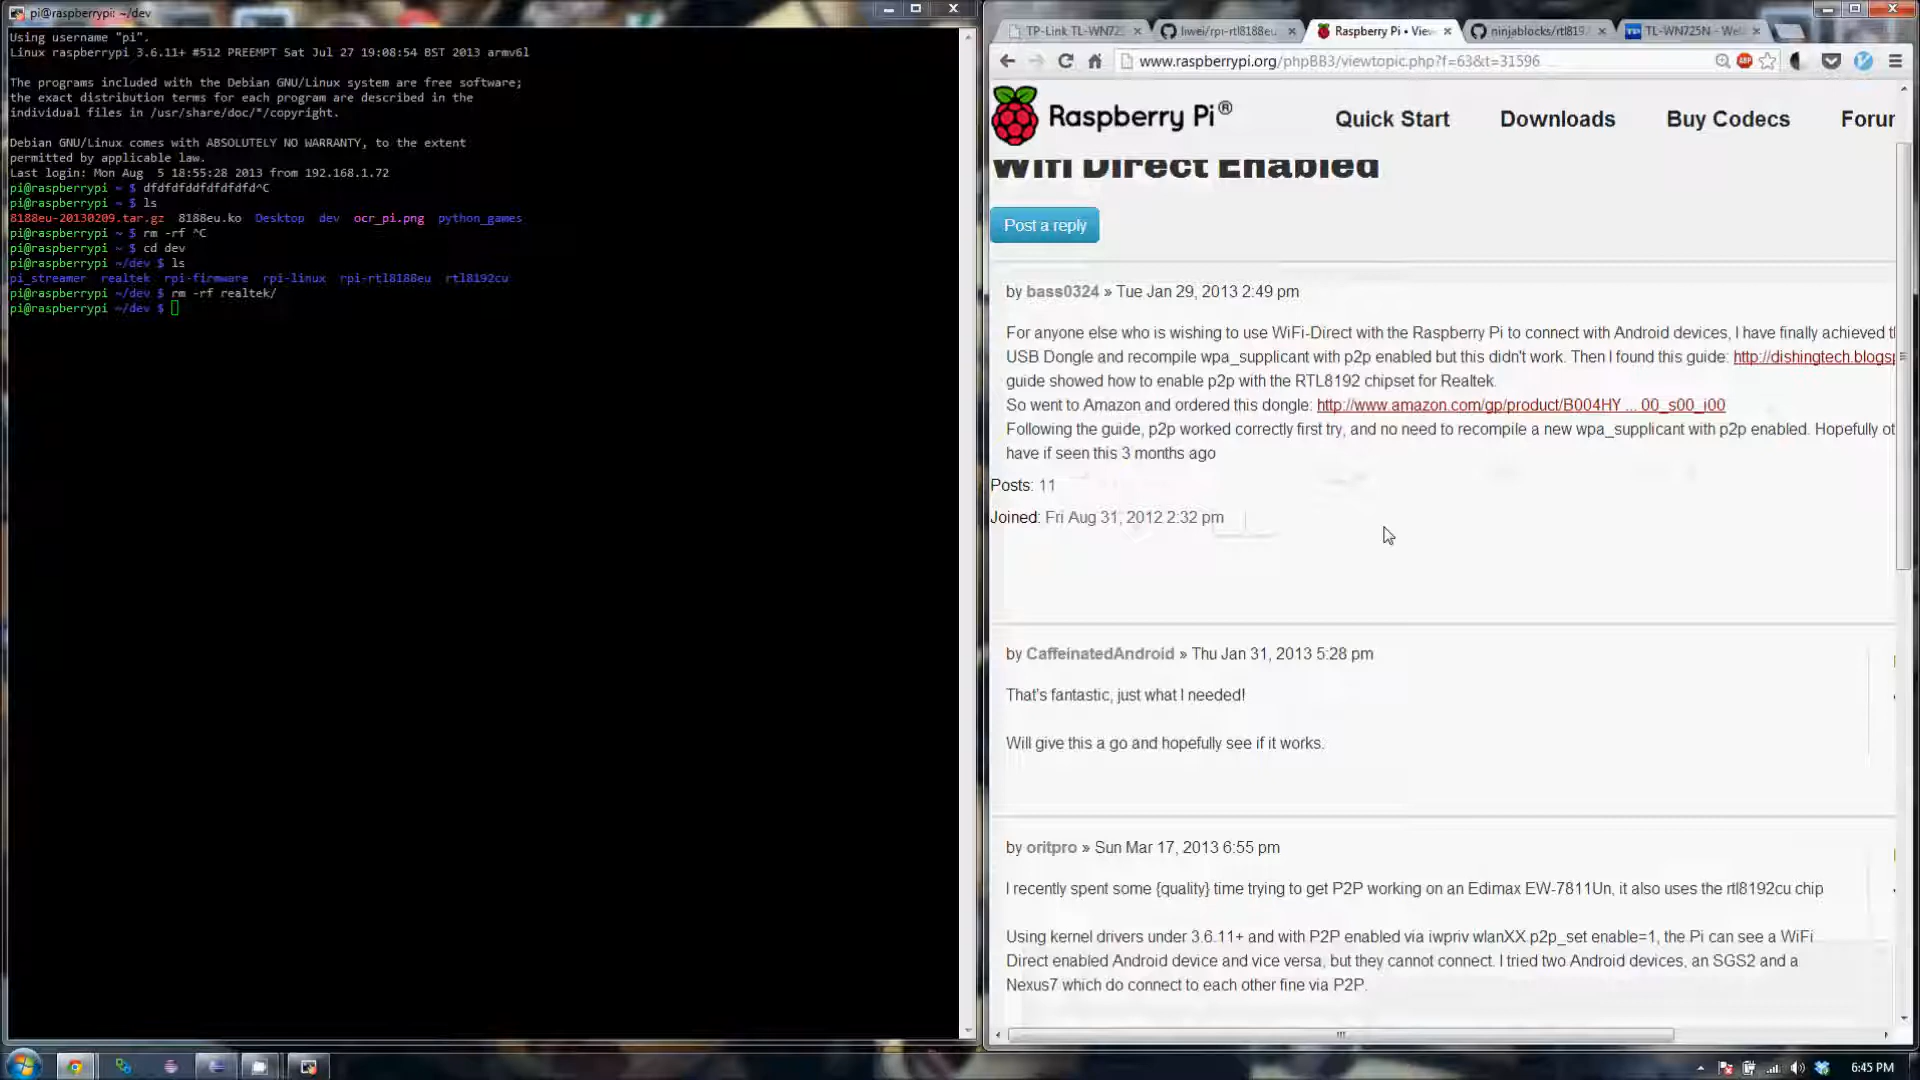 pi@raspberrypi: ~/dev
Using username "pi".
Linux raspberrypi 3.6.11+ #512 PREEMPT Sat Jul 27 19:08:54 BST 2013 armv6l
The programs included with the Debian GNU/Linux system are free software;
the exact distribution terms for each program are described in the
individual files in /usr/share/doc/*/copyright.
Debian GNU/Linux comes with ABSOLUTELY NO WARRANTY, to the extent
permitted by applicable law.
Last login: Mon Aug  5 18:55:28 2013 from 192.168.1.72
pi@raspberrypi ~ $ dfdfdfddfdfdfdfd^C
pi@raspberrypi ~ $ ls
8188eu-20130209.tar.gz  8188eu.ko  Desktop  dev  ocr_pi.png  python_games
pi@raspberrypi ~ $ rm -rf ^C
pi@raspberrypi ~ $ cd dev
pi@raspberrypi ~/dev $ ls
pi_streamer  realtek  rpi-firmware  rpi-linux  rpi-rtl8188eu  rtl8192cu
pi@raspberrypi ~/dev $ rm -rf realtek/
pi@raspberrypi ~/dev $
TP-Link TL-WN72
liwei/rpi-rtl8188eu
Raspberry Pi • View
ninjablocks/rtl819
TL-WN725N - Wel
www.raspberrypi.org/phpBB3/viewtopic.php?f=63&t=31596
Raspberry Pi®
Quick Start
Downloads
Buy Codecs
Forur
Wifi Direct Enabled
Post a reply
by bass0324 » Tue Jan 29, 2013 2:49 pm
For anyone else who is wishing to use WiFi-Direct with the Raspberry Pi to connect with Android devices, I have finally achieved t
USB Dongle and recompile wpa_supplicant with p2p enabled but this didn't work. Then I found this guide: http://dishingtech.blogsp
guide showed how to enable p2p with the RTL8192 chipset for Realtek.
So went to Amazon and ordered this dongle: http://www.amazon.com/gp/product/B004HY ... 00_s00_i00
Following the guide, p2p worked correctly first try, and no need to recompile a new wpa_supplicant with p2p enabled. Hopefully ot
have if seen this 3 months ago
Posts: 11
Joined: Fri Aug 31, 2012 2:32 pm
by CaffeinatedAndroid » Thu Jan 31, 2013 5:28 pm
That's fantastic, just what I needed!
Will give this a go and hopefully see if it works.
by oritpro » Sun Mar 17, 2013 6:55 pm
I recently spent some {quality} time trying to get P2P working on an Edimax EW-7811Un, it also uses the rtl8192cu chip
Using kernel drivers under 3.6.11+ and with P2P enabled via iwpriv wlanXX p2p_set enable=1, the Pi can see a WiFi
Direct enabled Android device and vice versa, but they cannot connect. I tried two Android devices, an SGS2 and a
Nexus7 which do connect to each other fine via P2P.
6:45 PM